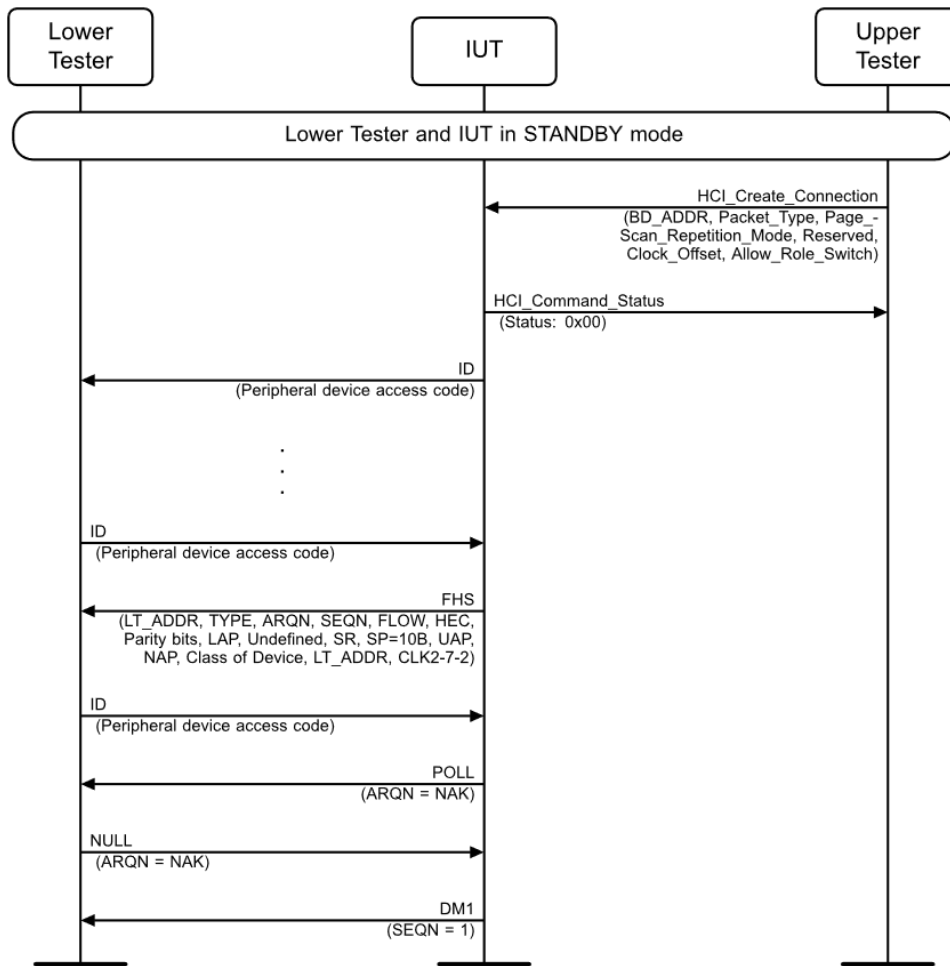 Lower
Tester
IUT
Upper
Tester
Lower Tester and IUT in STANDBY mode
HCI_Create_Connection
(BD_ADDR, Packet_Type, Page_-
Scan_Repetition_Mode, Reserved,
Clock_Offset, Allow_Role_Switch)
HCI_Command_Status
(Status: 0x00)
ID
(Peripheral device access code)
.
.
.
ID
(Peripheral device access code)
FHS
(LT_ADDR, TYPE, ARQN, SEQN, FLOW, HEC,
Parity bits, LAP, Undefined, SR, SP=10B, UAP,
NAP, Class of Device, LT_ADDR, CLK2-7-2)
ID
(Peripheral device access code)
POLL
(ARQN = NAK)
NULL
(ARQN = NAK)
DM1
(SEQN = 1)